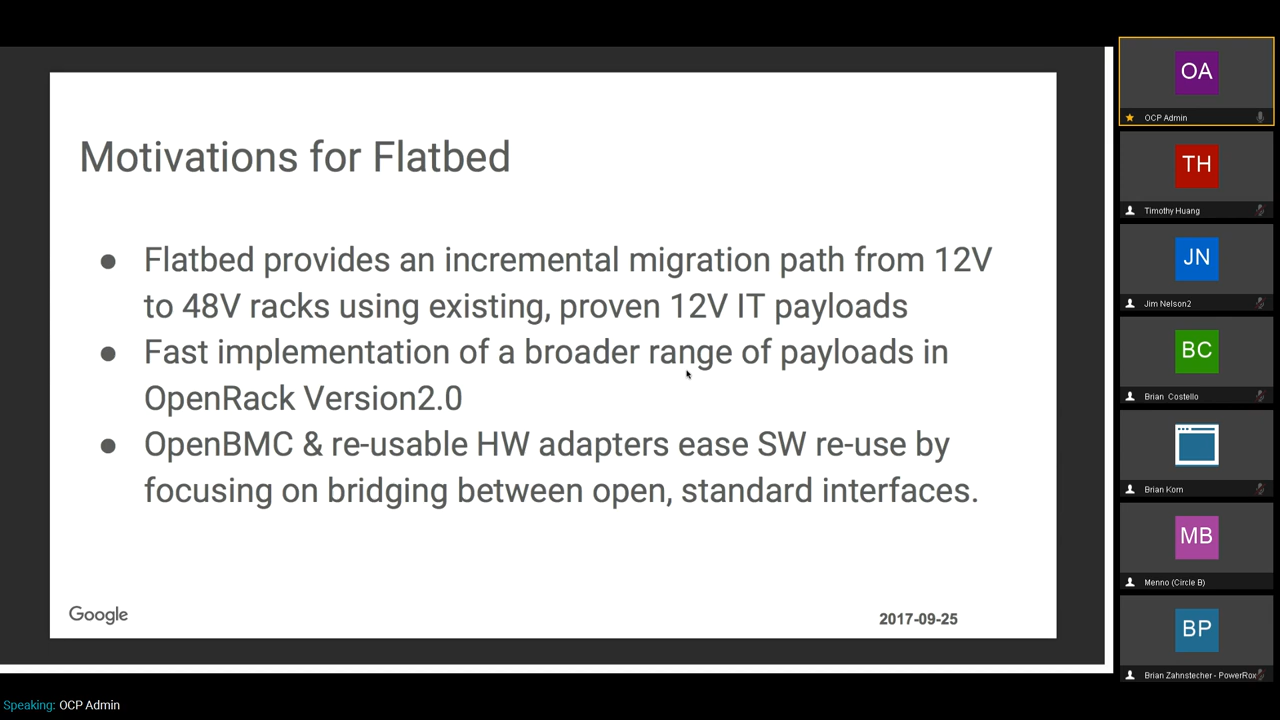 Motivations for Flatbed
● Flatbed provides an incremental migration path from 12V
to 48V racks using existing, proven 12V IT payloads
● Fast implementation of a broader range of payloads in
OpenRack Version2.0
● OpenBMC & re-usable HW adapters ease SW re-use by
focusing on bridging between open, standard interfaces.
Google
2017-09-25
OA
OCP Admin
TH
Timothy Huang
JN
Jim Nelson2
BC
Brian Costello
Brian Korn
MB
Menno (Circle B)
BP
Brian Zahnstecher - PowerRox
Speaking: OCP Admin